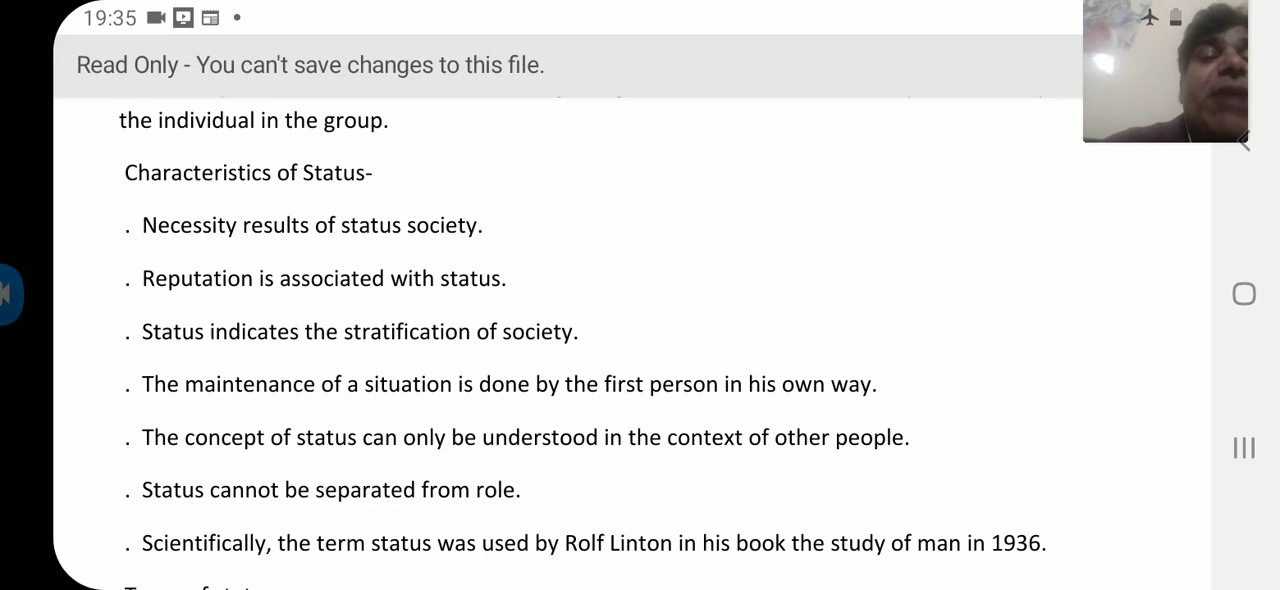 19:35
Read Only - You can't save changes to this file.
the individual in the group.
Characteristics of Status-
. Necessity results of status society.
. Reputation is associated with status.
. Status indicates the stratification of society.
. The maintenance of a situation is done by the first person in his own way.
. The concept of status can only be understood in the context of other people.
. Status cannot be separated from role.
. Scientifically, the term status was used by Rolf Linton in his book the study of man in 1936.